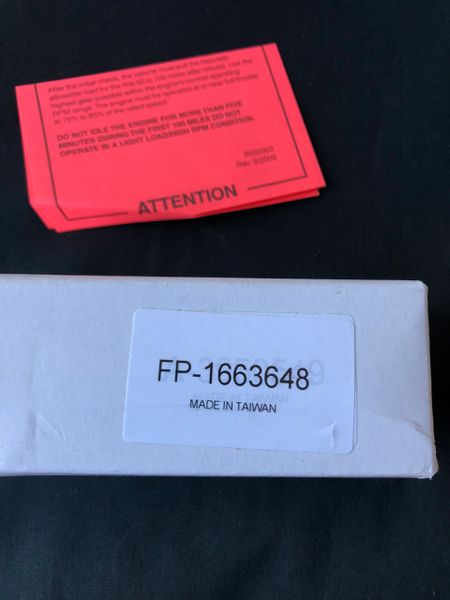 After the initial check, the vehicle must pull the heaviest
allowable load for the first 50 to 100 miles after rebuild. Use the
highest gear possible within the engine's normal operating
RPM range. The engine must be operated at or near full throttle
at 75% to 85% of the rated speed.
DO NOT IDLE THE ENGINE FOR MORE THAN FIVE
MINUTES DURING THE FIRST 100 MILES DO NOT
OPERATE IN A LIGHT LOAD/HIGH RPM CONDITION.
INS0003
Rev. 9/2009
ATTENTION
FP-1663648
MADE IN TAIWAN